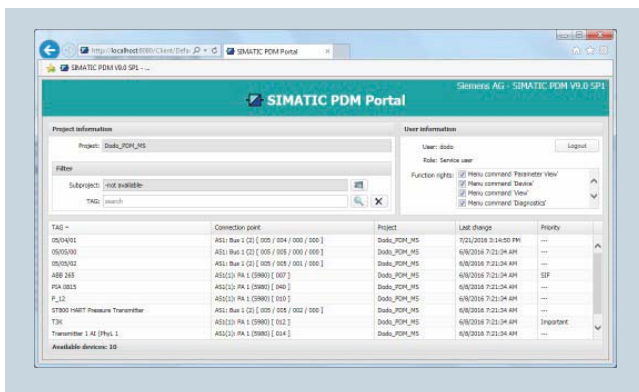 http://localhost:8080/Client/Defau
SIMATIC PDM Portal
SIMATIC PDM V9.0 SP1 - ...
Siemens AG - SIMATIC PDM V9.0 SP1
SIMATIC PDM Portal
Project information
User information
Project: Dodo_PDM_MS
User: dodo
Logout
Role: Service user
Filter
Function rights:
Menu command 'Parameter View'
Menu command 'Device'
Menu command 'View'
Menu command 'Diagnostics'
Subproject: -not available-
TAG: search
TAG Connection point Project Last change Priority
05/04/01 AS1: Bus 1 (2) [ 005 / 004 / 000 / 000 ] Dodo_PDM_MS 7/21/2016 3:14:50 PM ---
05/05/00 AS1: Bus 1 (2) [ 005 / 005 / 000 / 000 ] Dodo_PDM_MS 6/8/2016 7:21:34 AM ---
05/05/02 AS1: Bus 1 (2) [ 005 / 005 / 001 / 000 ] Dodo_PDM_MS 6/8/2016 7:21:34 AM ---
ABB 265 AS1(1): PA 1 (5980) [ 007 ] Dodo_PDM_MS 6/8/2016 7:21:34 AM SIF
PSA 0815 AS1(1): PA 1 (5980) [ 040 ] Dodo_PDM_MS 6/8/2016 7:21:34 AM ---
P_12 AS1(1): PA 1 (5980) [ 010 ] Dodo_PDM_MS 6/8/2016 7:21:34 AM ---
ST800 HART Pressure Transmitter AS1: Bus 1 (2) [ 005 / 005 / 002 / 000 ] Dodo_PDM_MS 6/8/2016 7:21:34 AM ---
T3K AS1(1): PA 1 (5980) [ 012 ] Dodo_PDM_MS 6/8/2016 7:21:34 AM Important
Transmitter 1 AI [Phy]. 1 AS1(1): PA 1 (5980) [ 014 ] Dodo_PDM_MS 6/8/2016 7:21:34 AM ---
Available devices: 10